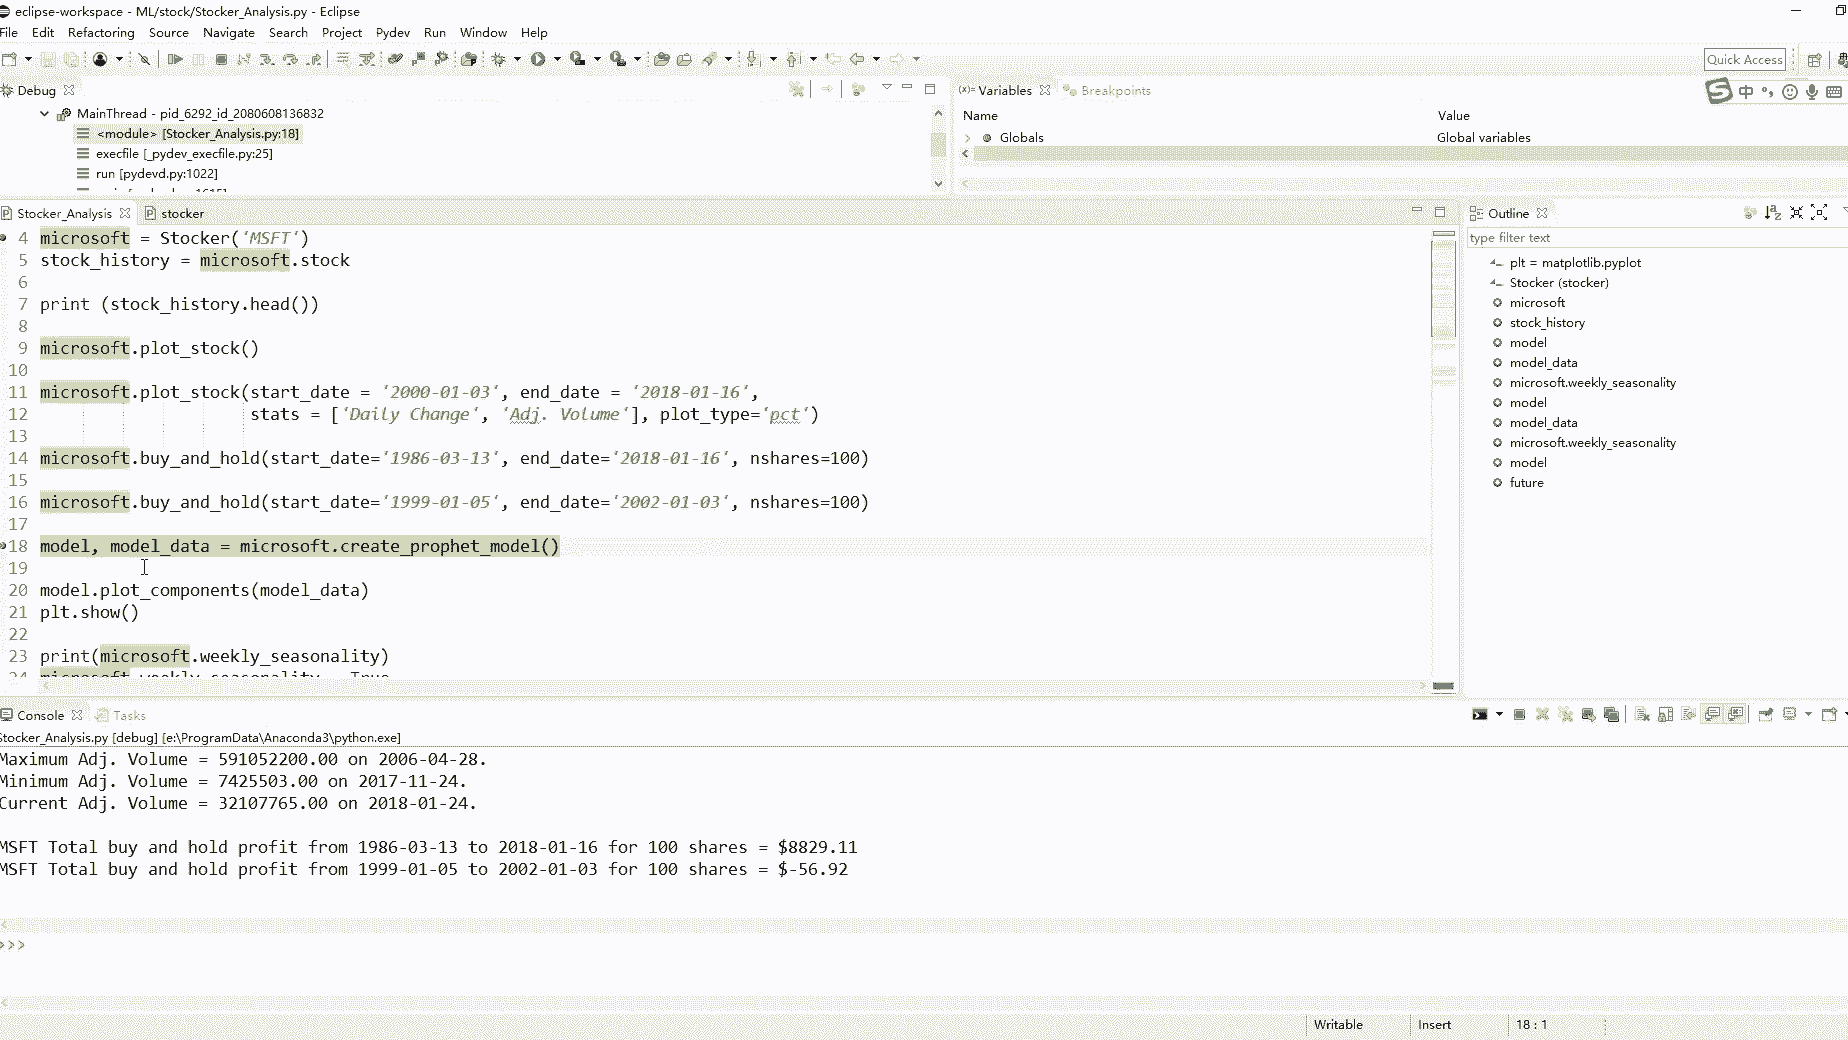 eclipse-workspace - ML/stock/Stocker_Analysis.py - Eclipse
File Edit Refactoring Source Navigate Search Project Pydev Run Window Help
Quick Access
Debug
MainThread - pid_6292_id_2080608136832
<module> [Stocker_Analysis.py:18]
execfile [_pydev_execfile.py:25]
run [pydevd.py:1022]
(x)= Variables Breakpoints
Name Value
Globals Global variables
中
Stocker_Analysis stocker
4 microsoft = Stocker('MSFT')
5 stock_history = microsoft.stock
6
7 print (stock_history.head())
8
9 microsoft.plot_stock()
10
11 microsoft.plot_stock(start_date = '2000-01-03', end_date = '2018-01-16',
12 stats = ['Daily Change', 'Adj. Volume'], plot_type='pct')
13
14 microsoft.buy_and_hold(start_date='1986-03-13', end_date='2018-01-16', nshares=100)
15
16 microsoft.buy_and_hold(start_date='1999-01-05', end_date='2002-01-03', nshares=100)
17
18 model, model_data = microsoft.create_prophet_model()
19
20 model.plot_components(model_data)
21 plt.show()
22
23 print(microsoft.weekly_seasonality)
24 microsoft.weekly_seasonality = True
Outline
type filter text
plt = matplotlib.pyplot
Stocker (stocker)
microsoft
stock_history
model
model_data
microsoft.weekly_seasonality
model
model_data
microsoft.weekly_seasonality
model
future
Console Tasks
Stocker_Analysis.py [debug] [e:\ProgramData\Anaconda3\python.exe]
Maximum Adj. Volume = 591052200.00 on 2006-04-28.
Minimum Adj. Volume = 7425503.00 on 2017-11-24.
Current Adj. Volume = 32107765.00 on 2018-01-24.
MSFT Total buy and hold profit from 1986-03-13 to 2018-01-16 for 100 shares = $8829.11
MSFT Total buy and hold profit from 1999-01-05 to 2002-01-03 for 100 shares = $-56.92
>>>
Writable Insert 18 : 1